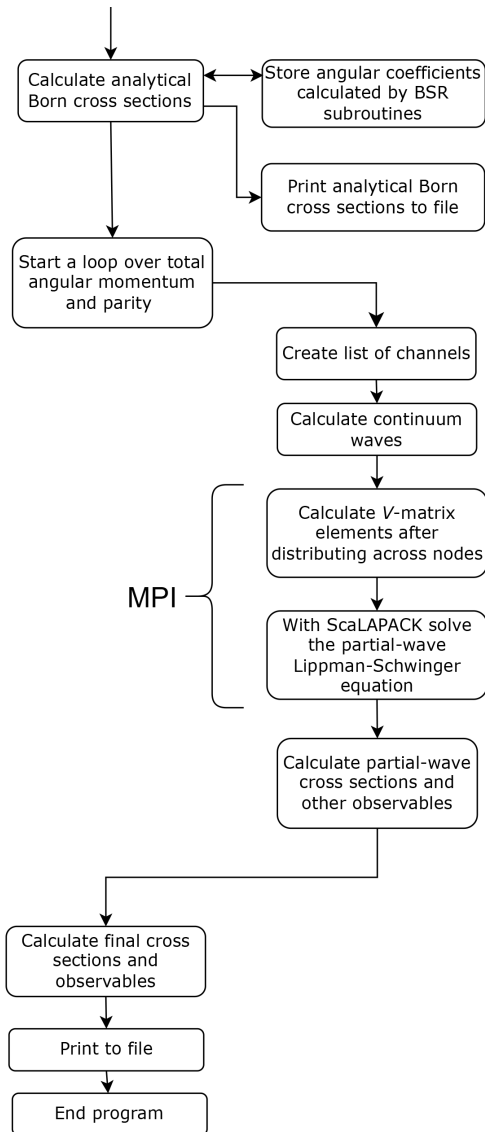 Calculate analytical
Born cross sections
Store angular coefficients
calculated by BSR
subroutines
Print analytical Born
cross sections to file
Start a loop over total
angular momentum
and parity
Create list of channels
Calculate continuum
waves
Calculate V-matrix
elements after
distributing across nodes
MPI
With ScaLAPACK solve
the partial-wave
Lippman-Schwinger
equation
Calculate partial-wave
cross sections and
other observables
Calculate final cross
sections and
observables
Print to file
End program